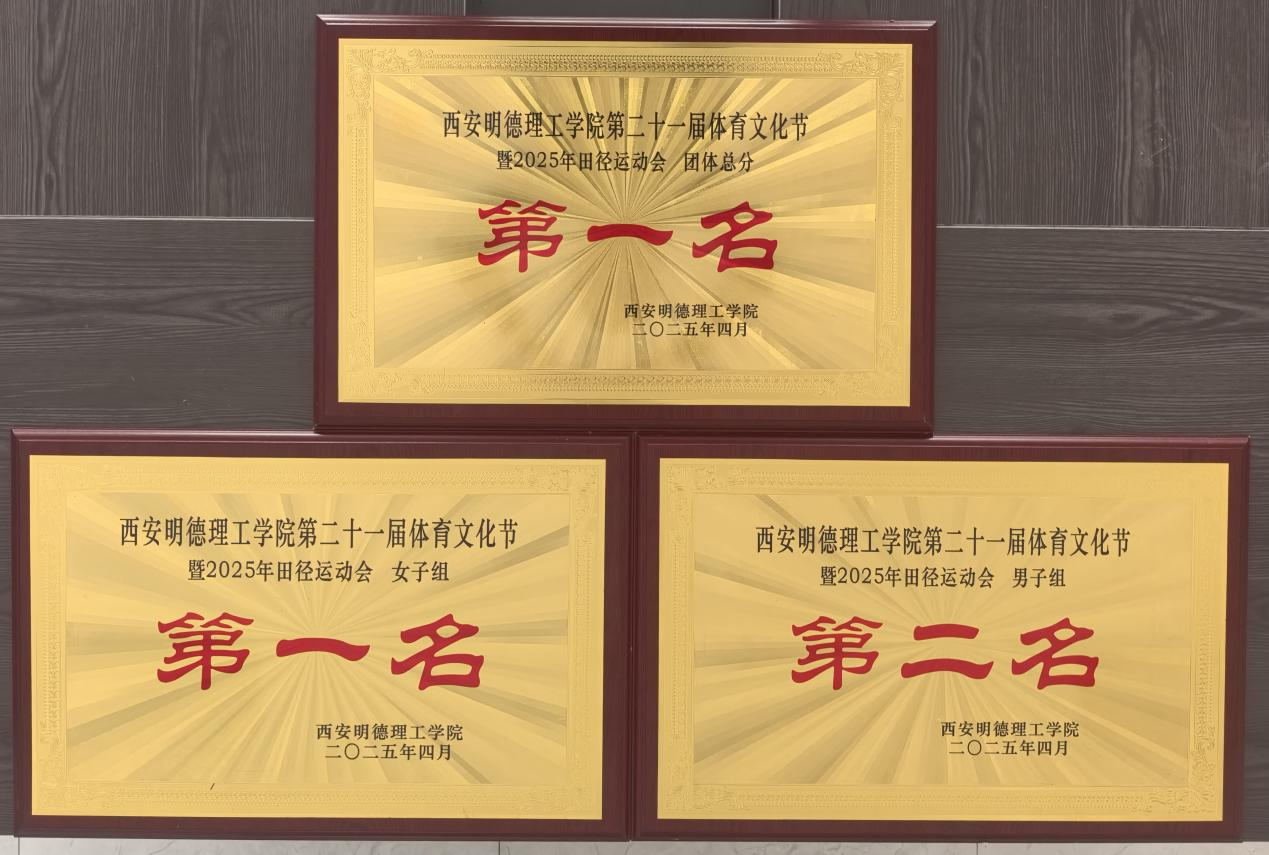 西安明德理工学院第二十一届体育文化节
暨2025年田径运动会 团体总分
第一名
西安明德理工学院
二〇二五年四月
西安明德理工学院第二十一届体育文化节
暨2025年田径运动会 女子组
第一名
西安明德理工学院
二〇二五年四月
西安明德理工学院第二十一届体育文化节
暨2025年田径运动会 男子组
第二名
西安明德理工学院
二〇二五年四月